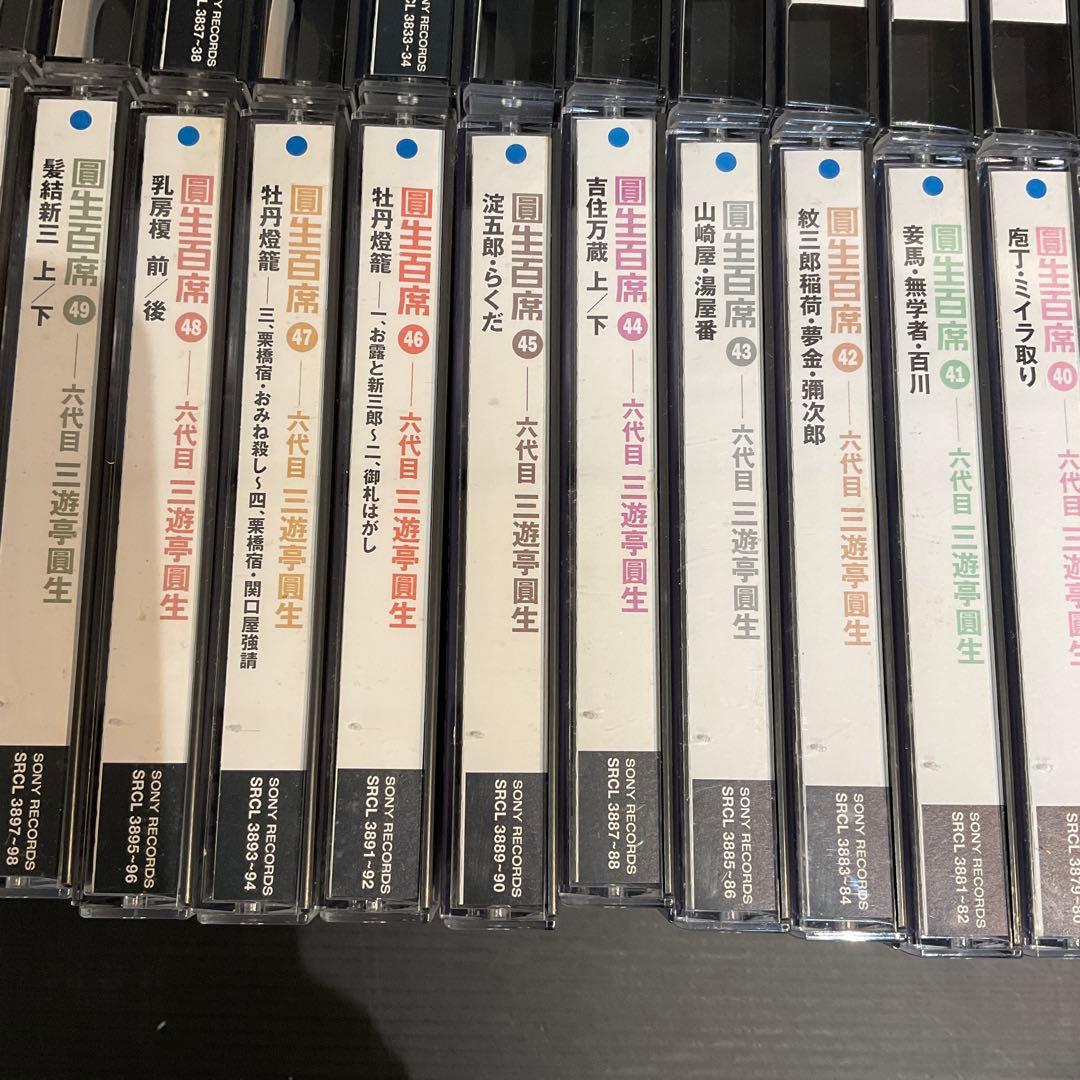 SONY RECORDS
SRCL 3837~38
SONY RECORDS
SRCL 3833~34
圓生百席 49 六代目 三遊亭圓生
髪結新三 上/下
SONY RECORDS
SRCL 3897~98
圓生百席 48 六代目 三遊亭圓生
乳房榎 前/後
SONY RECORDS
SRCL 3895~96
圓生百席 47 六代目 三遊亭圓生
牡丹燈籠―三、栗橋宿・おみね殺し~四、栗橋宿・関口屋強請
SONY RECORDS
SRCL 3893~94
圓生百席 46 六代目 三遊亭圓生
牡丹燈籠―一、お露と新三郎~二、御札はがし
SONY RECORDS
SRCL 3891~92
圓生百席 45 六代目 三遊亭圓生
淀五郎・らくだ
SONY RECORDS
SRCL 3889~90
圓生百席 44 六代目 三遊亭圓生
吉住万蔵 上/下
SONY RECORDS
SRCL 3887~88
圓生百席 43 六代目 三遊亭圓生
山崎屋・湯屋番
SONY RECORDS
SRCL 3885~86
圓生百席 42 六代目 三遊亭圓生
紋三郎稲荷・夢金・彌次郎
SONY RECORDS
SRCL 3883~84
圓生百席 41 六代目 三遊亭圓生
妾馬・無学者・百川
SONY RECORDS
SRCL 3881~82
圓生百席 40 六代目 三遊亭圓生
庖丁・ミイラ取り
SRCL 3879~80